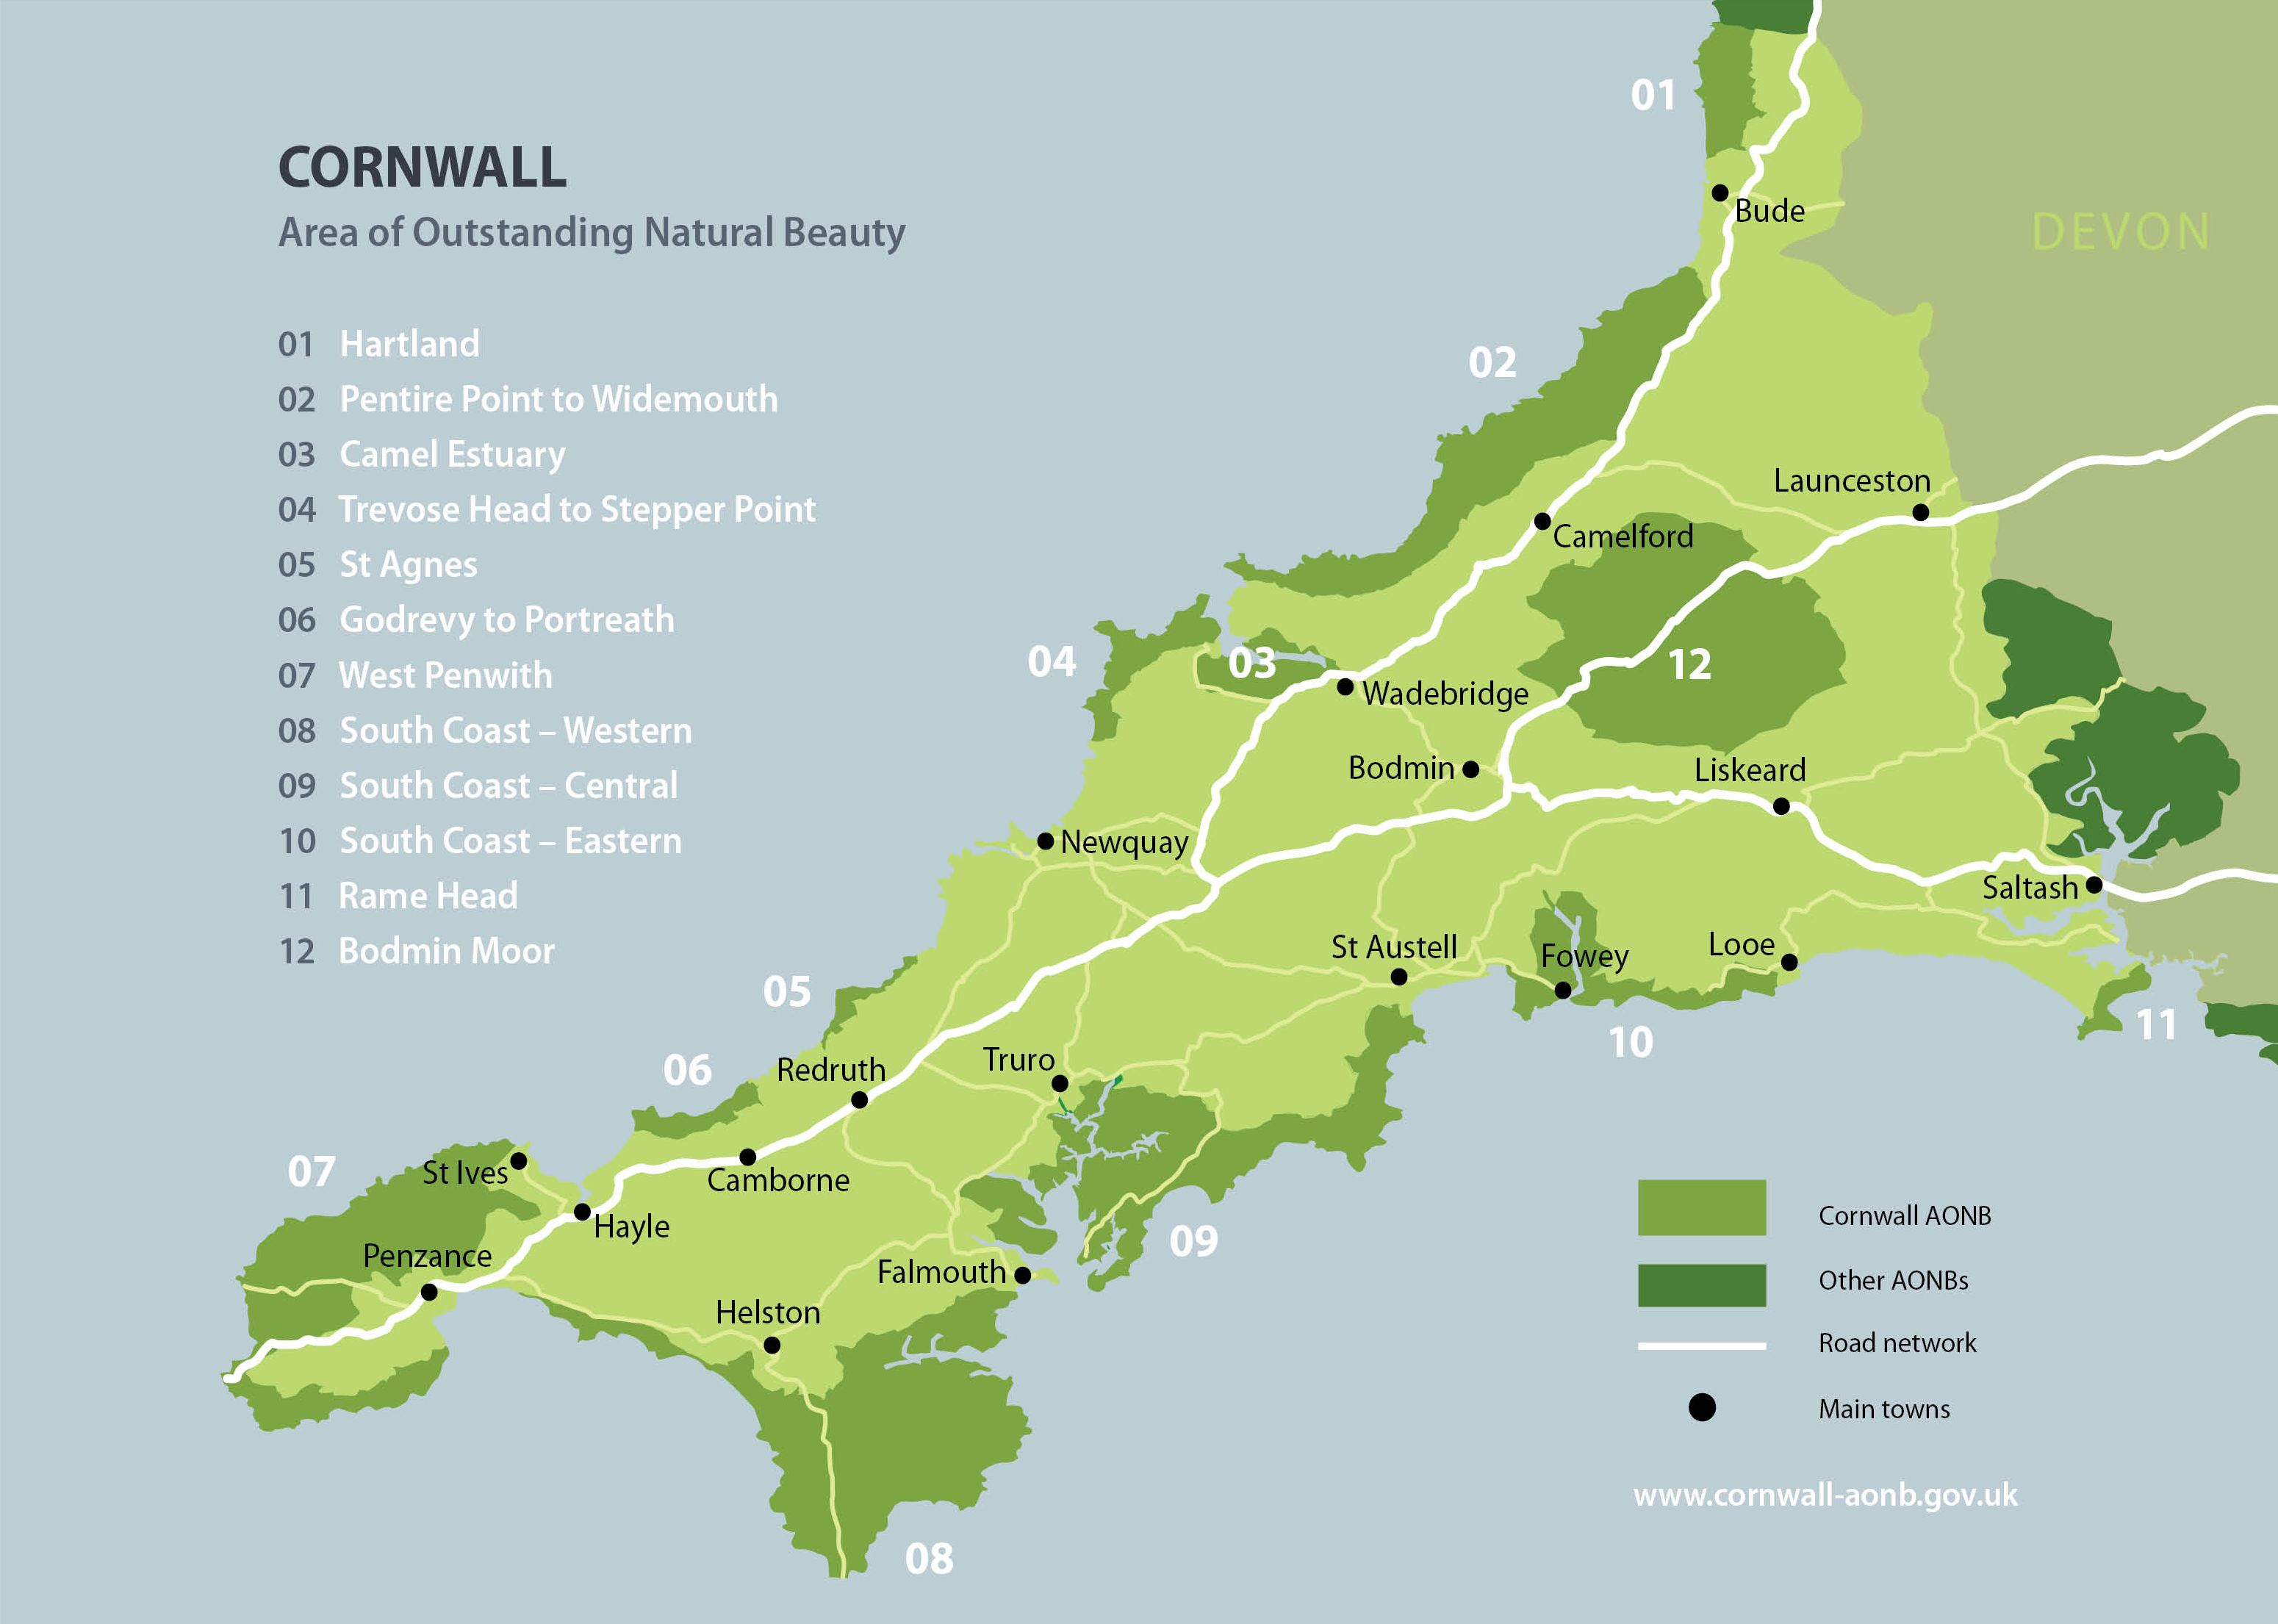 CORNWALL
Area of Outstanding Natural Beauty
01 Hartland
02 Pentire Point to Widemouth
03 Camel Estuary
04 Trevose Head to Stepper Point
05 St Agnes
06 Godrevy to Portreath
07 West Penwith
08 South Coast – Western
09 South Coast – Central
10 South Coast – Eastern
11 Rame Head
12 Bodmin Moor
01
Bude
DEVON
02
Launceston
Camelford
04
03
12
Wadebridge
Bodmin
Liskeard
Newquay
Saltash
St Austell
Fowey
Looe
05
10
11
06
Redruth
Truro
07
St Ives
Camborne
Hayle
09
Penzance
Falmouth
Helston
08
Cornwall AONB
Other AONBs
Road network
Main towns
www.cornwall-aonb.gov.uk